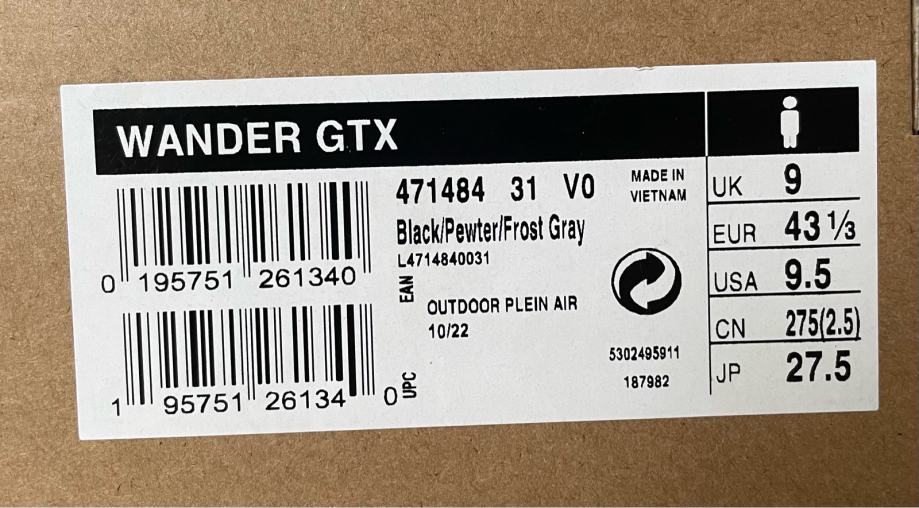 WANDER GTX
471484 31 V0
MADE IN
VIETNAM
Black/Pewter/Frost Gray
L4714840031
0 195751 261340
EAN
OUTDOOR PLEIN AIR
10/22
1 95751 26134 0
UPC
5302495911
187982
UK 9
EUR 43 1/3
USA 9.5
CN 275(2.5)
JP 27.5